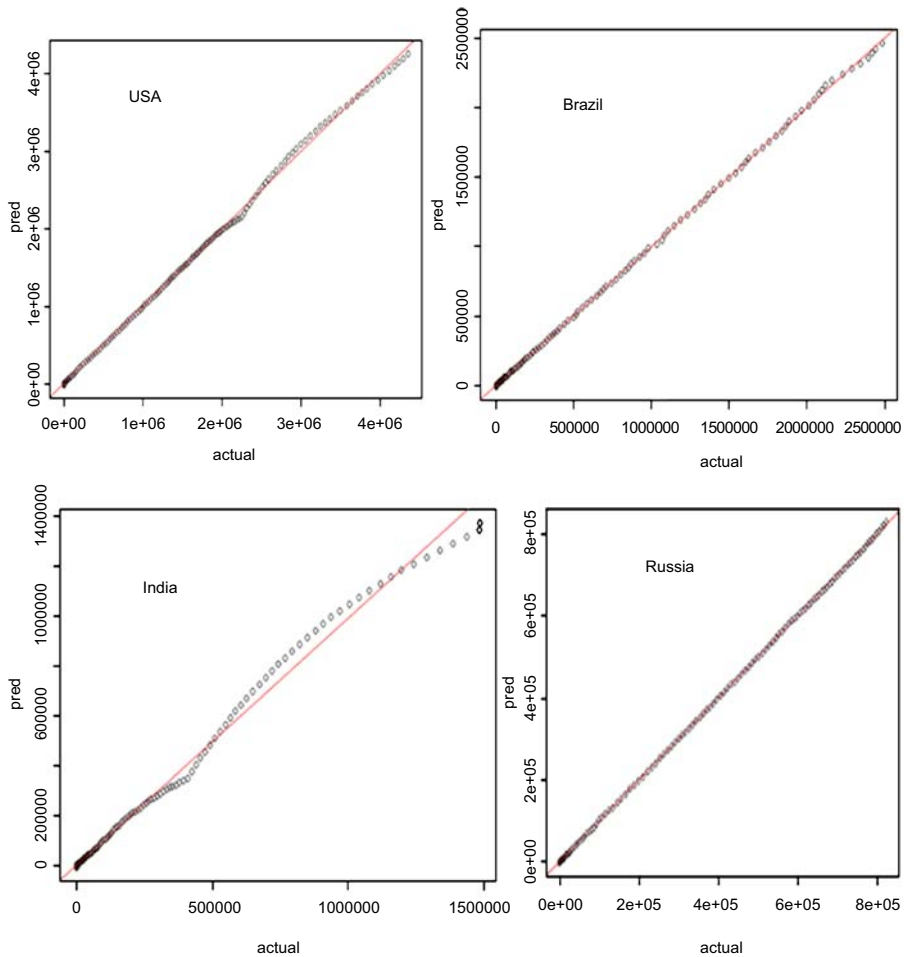 USA
pred
0e+00
1e+06
2e+06
3e+06
4e+06
0e+00 1e+06 2e+06 3e+06 4e+06
actual
Brazil
pred
0
500000
1500000
2500000
0 500000 1000000 1500000 2000000 2500000
actual
India
pred
0
200000
600000
1000000
1400000
0 500000 1000000 1500000
actual
Russia
pred
0e+00
2e+05
4e+05
6e+05
8e+05
0e+00 2e+05 4e+05 6e+05 8e+05
actual